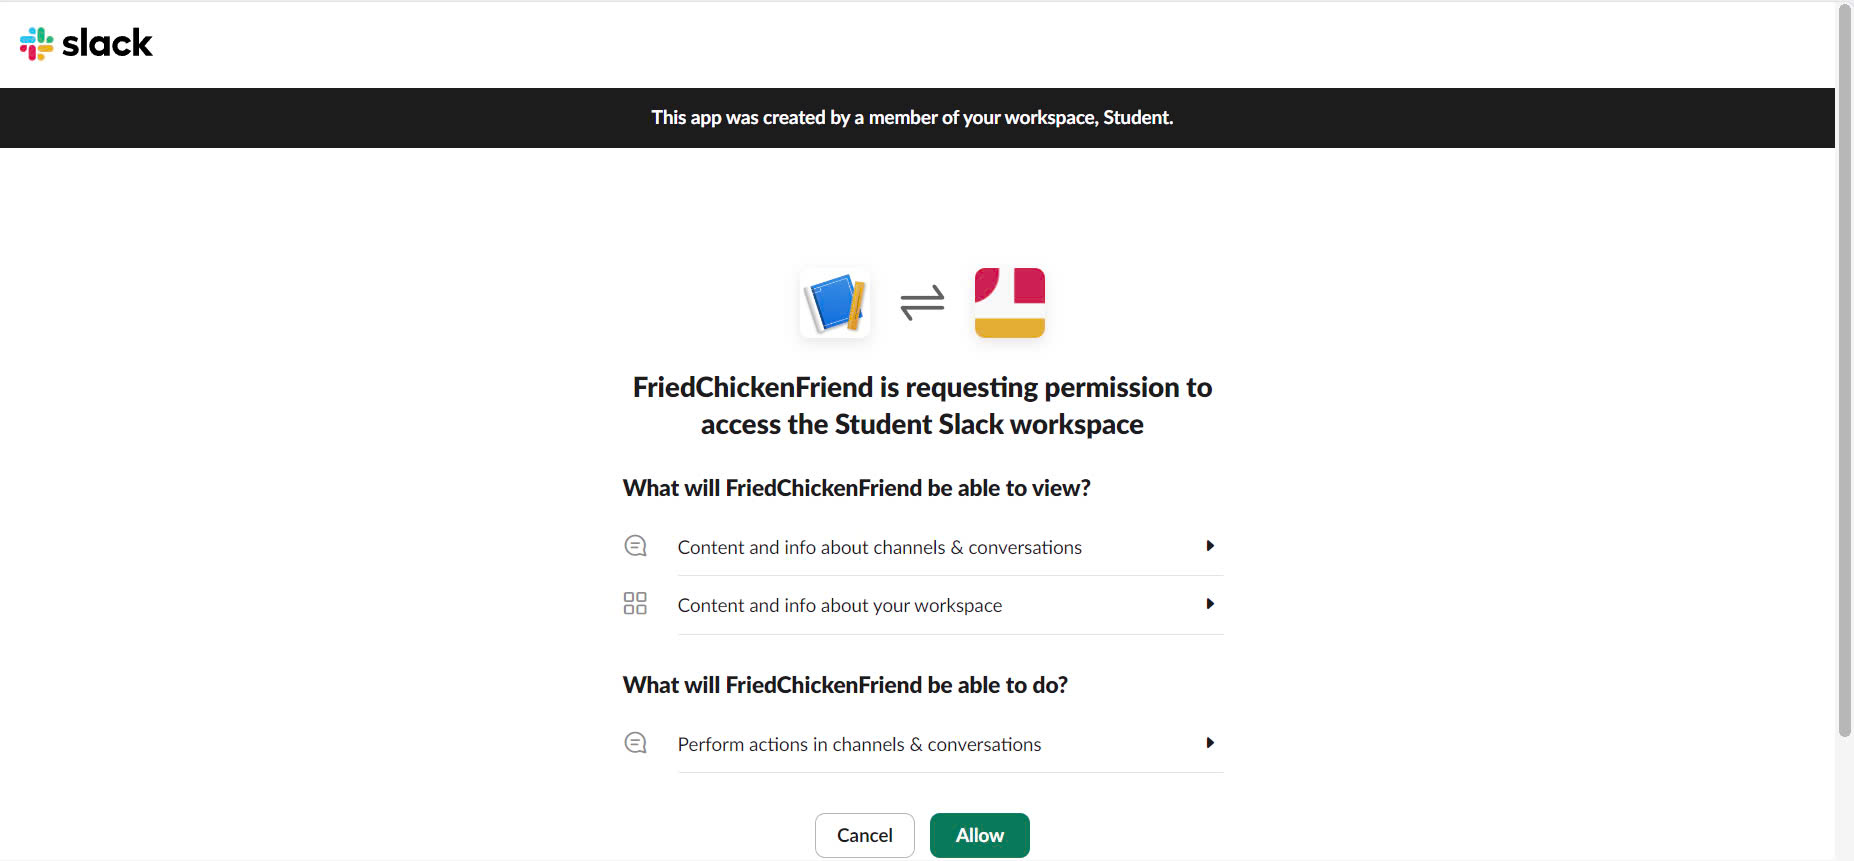 slack
This app was created by a member of your workspace, Student.
FriedChickenFriend is requesting permission to
access the Student Slack workspace
What will FriedChickenFriend be able to view?
Content and info about channels & conversations
Content and info about your workspace
What will FriedChickenFriend be able to do?
Perform actions in channels & conversations
Cancel Allow